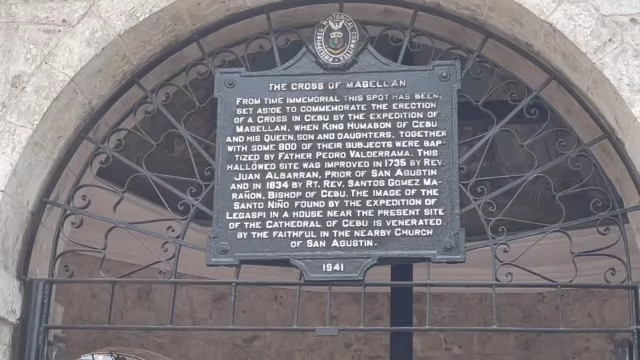 PHILIPPINES HISTORICAL COMMITTEE
THE CROSS OF MAGELLAN
FROM TIME IMMEMORIAL THIS SPOT HAS BEEN
SET ASIDE TO COMMEMORATE THE ERECTION
OF A CROSS IN CEBU BY THE EXPEDITION OF
MAGELLAN, WHEN KING HUMABON OF CEBU
AND HIS QUEEN, SON AND DAUGHTERS, TOGETHER
WITH SOME 800 OF THEIR SUBJECTS WERE BAP-
TIZED BY FATHER PEDRO VALDERRAMA. THIS
HALLOWED SITE WAS IMPROVED IN 1735 BY REV.
JUAN ALBARRAN, PRIOR OF SAN AGUSTIN
AND IN 1834 BY RT. REV. SANTOS GOMEZ MA-
RAÑON, BISHOP OF CEBU. THE IMAGE OF THE
SANTO NIÑO FOUND BY THE EXPEDITION OF
LEGASPI IN A HOUSE NEAR THE PRESENT SITE
OF THE CATHEDRAL OF CEBU IS VENERATED
BY THE FAITHFUL IN THE NEARBY CHURCH
OF SAN AGUSTIN.
1941